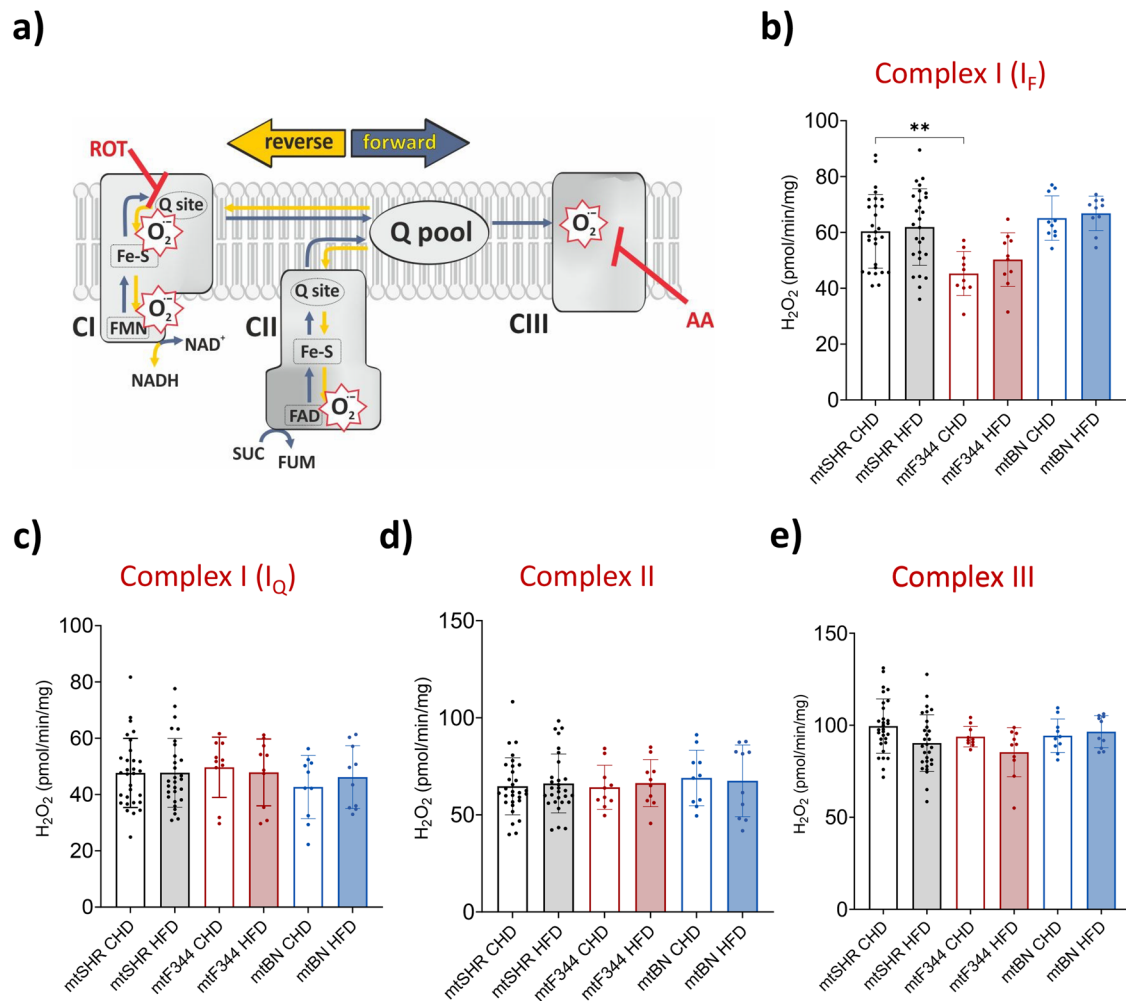 a)
reverse
forward
ROT
Q site
O₂˙⁻
Fe-S
O₂˙⁻
FMN
CI
NAD⁺
NADH
Q pool
Q site
CII
Fe-S
FAD
O₂˙⁻
SUC
FUM
O₂˙⁻
CIII
AA
b)
Complex I (I_F)
H₂O₂ (pmol/min/mg)
100
80
60
40
20
0
**
mtSHR CHD
mtSHR HFD
mtF344 CHD
mtF344 HFD
mtBN CHD
mtBN HFD
c)
Complex I (I_Q)
H₂O₂ (pmol/min/mg)
100
80
60
40
20
0
mtSHR CHD
mtSHR HFD
mtF344 CHD
mtF344 HFD
mtBN CHD
mtBN HFD
d)
Complex II
H₂O₂ (pmol/min/mg)
150
100
50
0
mtSHR CHD
mtSHR HFD
mtF344 CHD
mtF344 HFD
mtBN CHD
mtBN HFD
e)
Complex III
H₂O₂ (pmol/min/mg)
150
100
50
0
mtSHR CHD
mtSHR HFD
mtF344 CHD
mtF344 HFD
mtBN CHD
mtBN HFD